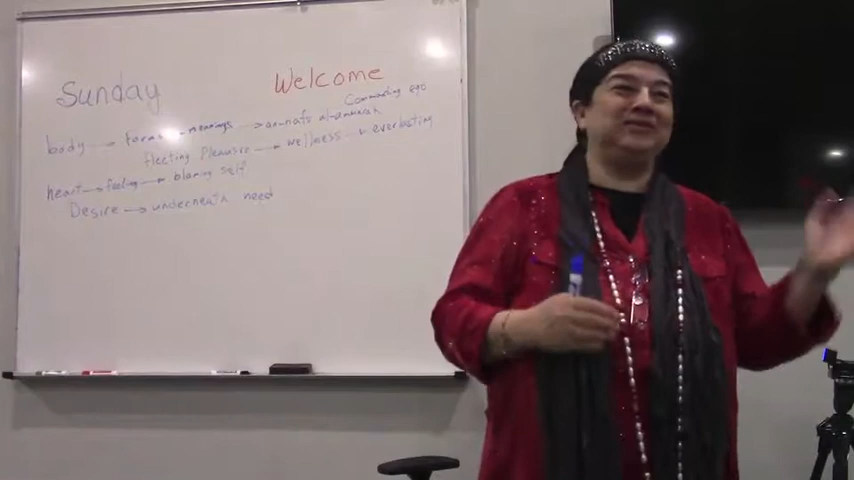 Sunday
Welcome
Commanding ego
body → forms → meanings → an-nafs al-ammarah
fleeting Pleasure → wellness → everlasting
heart → feeling → blaming self
Desire → underneath need